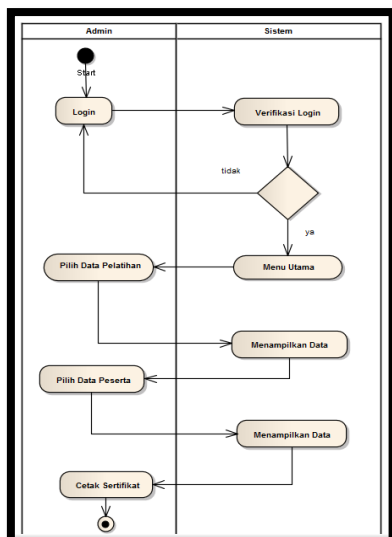 Admin
Sistem
Start
Login
Verifikasi Login
tidak
ya
Pilih Data Pelatihan
Menu Utama
Menampilkan Data
Pilih Data Peserta
Menampilkan Data
Cetak Sertifikat